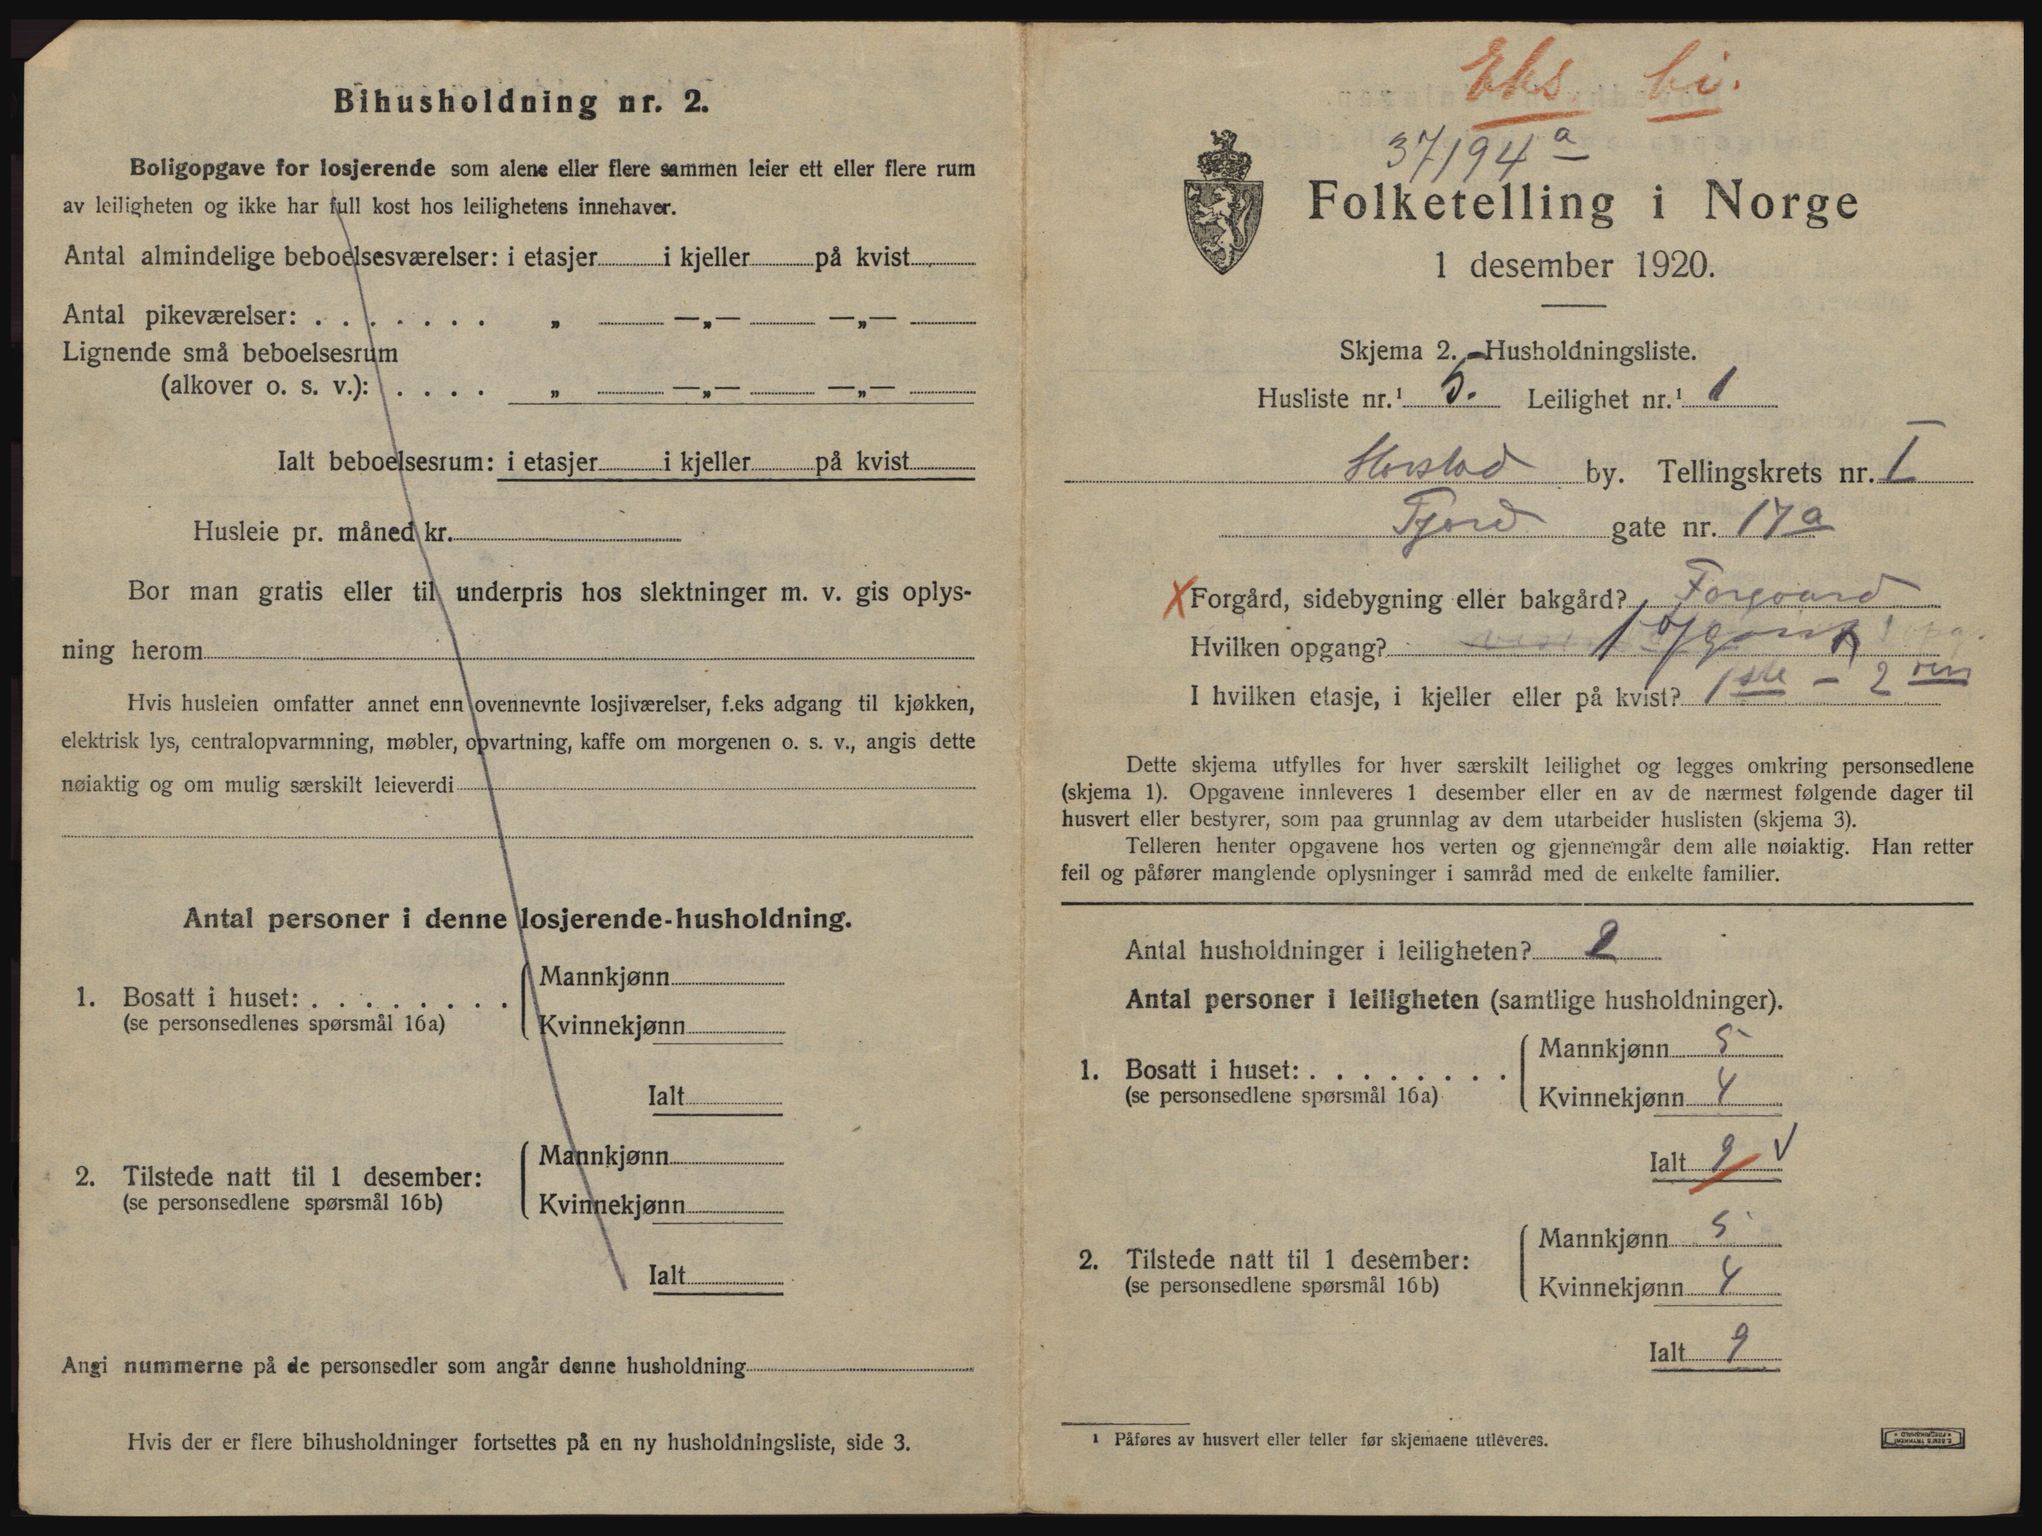 Bihusholdning nr. 2.
Boligopgave for losjerende som alene eller flere sammen leier ett eller flere rum
av leiligheten og ikke har full kost hos leilighetens innehaver.
Antal almindelige beboelsesværelser: i etasjer i kjeller på kvist
Antal pikeværelser: . . . . . . . „ —„— —„—
Lignende små beboelsesrum
(alkover o. s. v.): . . . . „ —„— —„—
Ialt beboelsesrum: i etasjer i kjeller på kvist
Husleie pr. måned kr.
Bor man gratis eller til underpris hos slektninger m. v. gis oplys-
ning herom
Hvis husleien omfatter annet enn ovennevnte losjiværelser, f.eks adgang til kjøkken,
elektrisk lys, centralopvarmning, møbler, opvartning, kaffe om morgenen o. s. v., angis dette
nøiaktig og om mulig særskilt leieverdi
Antal personer i denne losjerende-husholdning.
1. Bosatt i huset: . . . . . . . . Mannkjønn
(se personsedlenes spørsmål 16a) Kvinnekjønn
Ialt
2. Tilstede natt til 1 desember: Mannkjønn
(se personsedlene spørsmål 16b) Kvinnekjønn
Ialt
Angi nummerne på de personsedler som angår denne husholdning
Hvis der er flere bihusholdninger fortsettes på en ny husholdningsliste, side 3.
Eks bi.
37194 a
Folketelling i Norge
1 desember 1920.
Skjema 2. Husholdningsliste.
Husliste nr.¹ 5. Leilighet nr.¹ 1
Harstad by. Tellingskrets nr. I
Fjord gate nr. 17a
X Forgård, sidebygning eller bakgård? Forgaard
Hvilken opgang? 1
I hvilken etasje, i kjeller eller på kvist? 1ste - 2
Dette skjema utfylles for hver særskilt leilighet og legges omkring personsedlene
(skjema 1). Opgavene innleveres 1 desember eller en av de nærmest følgende dager til
husvert eller bestyrer, som paa grunnlag av dem utarbeider huslisten (skjema 3).
Telleren henter opgavene hos verten og gjennemgår dem alle nøiaktig. Han retter
feil og påfører manglende oplysninger i samråd med de enkelte familier.
Antal husholdninger i leiligheten? 2
Antal personer i leiligheten (samtlige husholdninger).
1. Bosatt i huset: . . . . . . . . Mannkjønn 5
(se personsedlene spørsmål 16a) Kvinnekjønn 4
Ialt 9 √
2. Tilstede natt til 1 desember: Mannkjønn 5
(se personsedlene spørsmål 16b) Kvinnekjønn 4
Ialt 9
¹ Påføres av husvert eller teller før skjemaene utleveres.